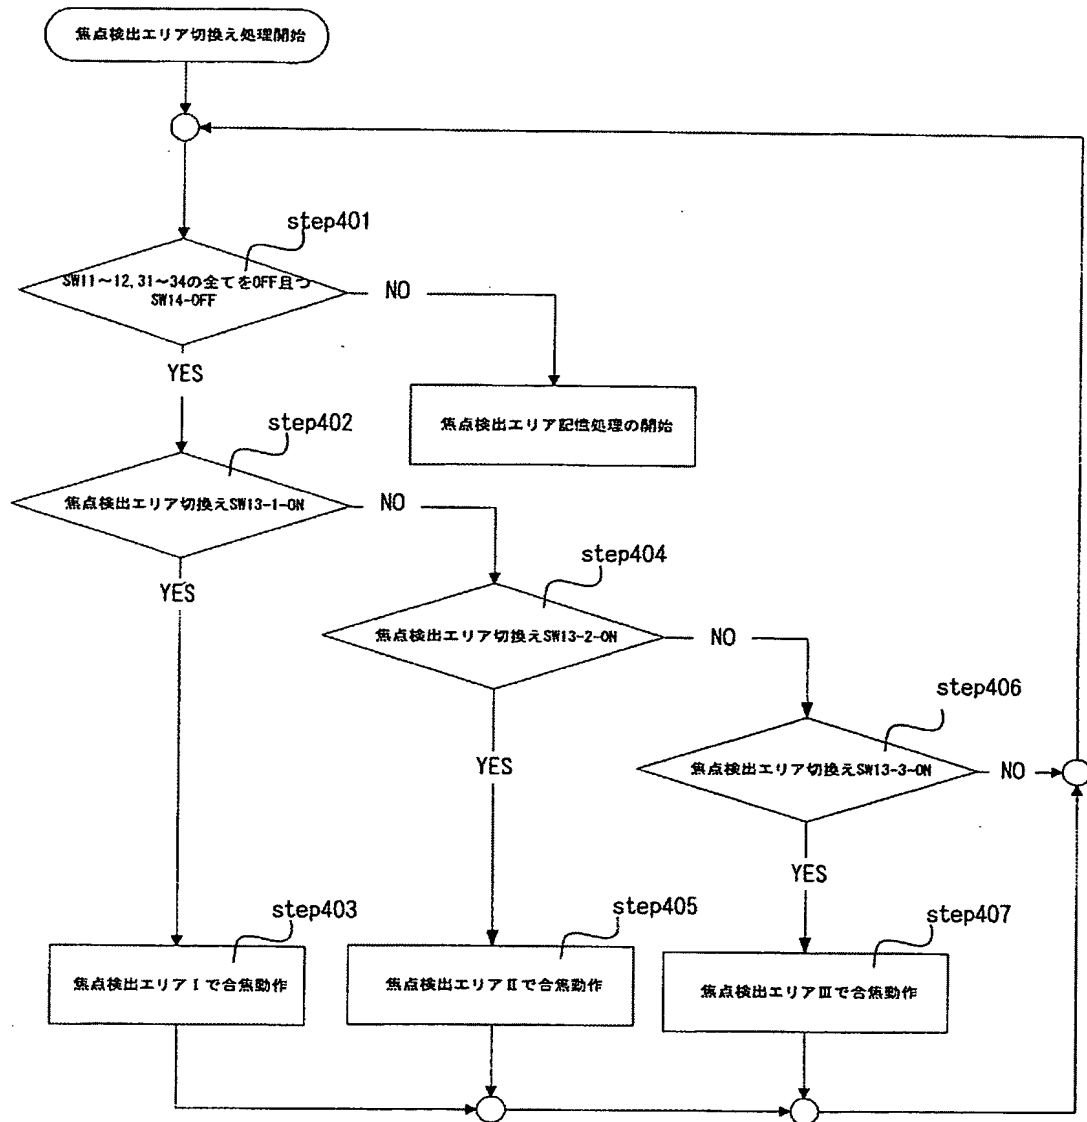 焦点検出エリア切換え処理開始
step401
SW11～12,31～34の全てをOFF且つ
SW14-OFF
NO
YES
焦点検出エリア記憶処理の開始
step402
焦点検出エリア切換えSW13-1-ON
NO
YES
step404
焦点検出エリア切換えSW13-2-ON
NO
YES
step406
焦点検出エリア切換えSW13-3-ON
NO
YES
step403
焦点検出エリアⅠで合焦動作
step405
焦点検出エリアⅡで合焦動作
step407
焦点検出エリアⅢで合焦動作